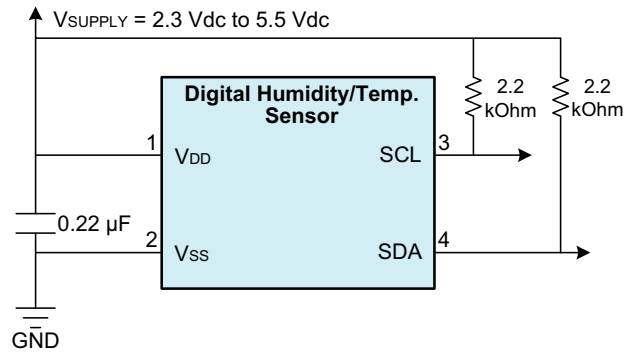 VSUPPLY = 2.3 Vdc to 5.5 Vdc
Digital Humidity/Temp.
Sensor
2.2
kOhm
2.2
kOhm
1
VDD
SCL
3
0.22 µF
2
VSS
SDA
4
GND